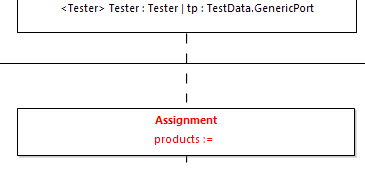 <Tester> Tester : Tester | tp : TestData.GenericPort
Assignment
products :=